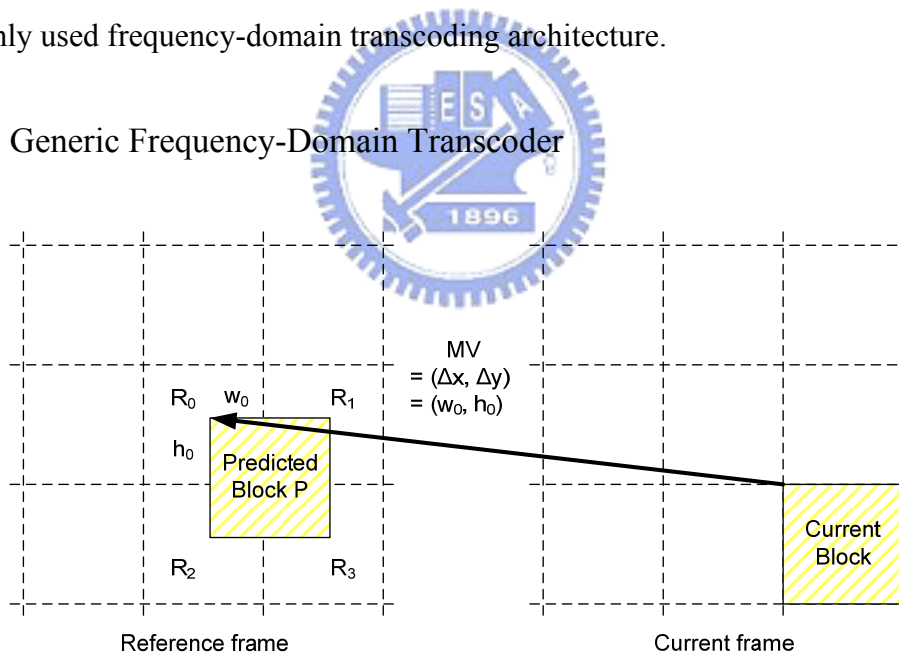 nly used frequency-domain transcoding architecture.
Generic Frequency-Domain Transcoder
E S A
1896
MV
= (Δx, Δy)
= (w₀, h₀)
R₀ w₀ R₁
h₀
Predicted
Block P
Current
Block
R₂ R₃
Reference frame Current frame